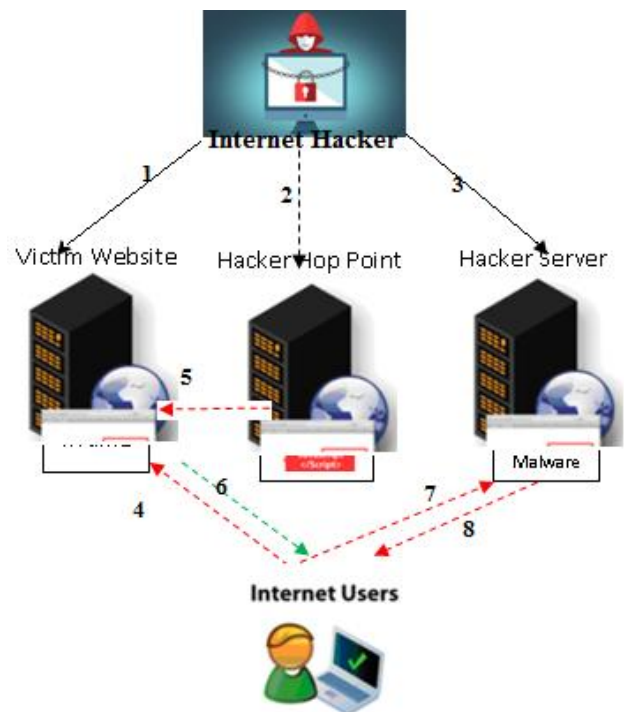 Internet Hacker
1
2
3
Victim Website
Hacker Hop Point
Hacker Server
5
</Script>
Malware
4
6
7
8
Internet Users